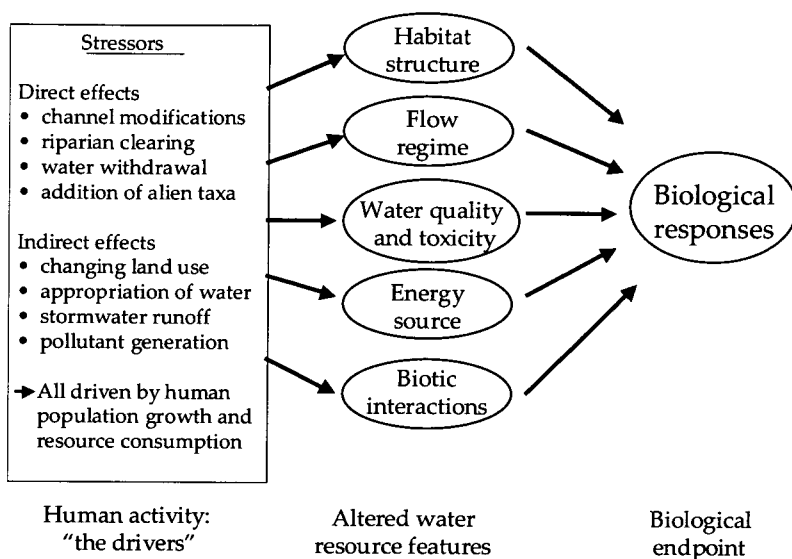 Stressors
Direct effects
• channel modifications
• riparian clearing
• water withdrawal
• addition of alien taxa
Indirect effects
• changing land use
• appropriation of water
• stormwater runoff
• pollutant generation
All driven by human
population growth and
resource consumption
Human activity:
"the drivers"
Habitat
structure
Flow
regime
Water quality
and toxicity
Energy
source
Biotic
interactions
Altered water
resource features
Biological
responses
Biological
endpoint